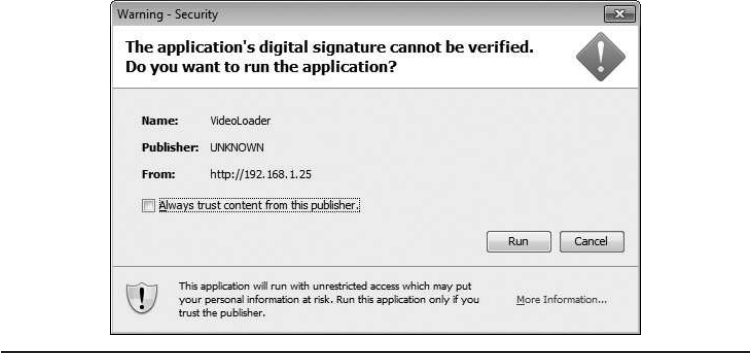 Warning - Security
The application's digital signature cannot be verified.
Do you want to run the application?
Name: VideoLoader
Publisher: UNKNOWN
From: http://192.168.1.25
Always trust content from this publisher.
Run Cancel
This application will run with unrestricted access which may put
your personal information at risk. Run this application only if you
trust the publisher.
More Information...